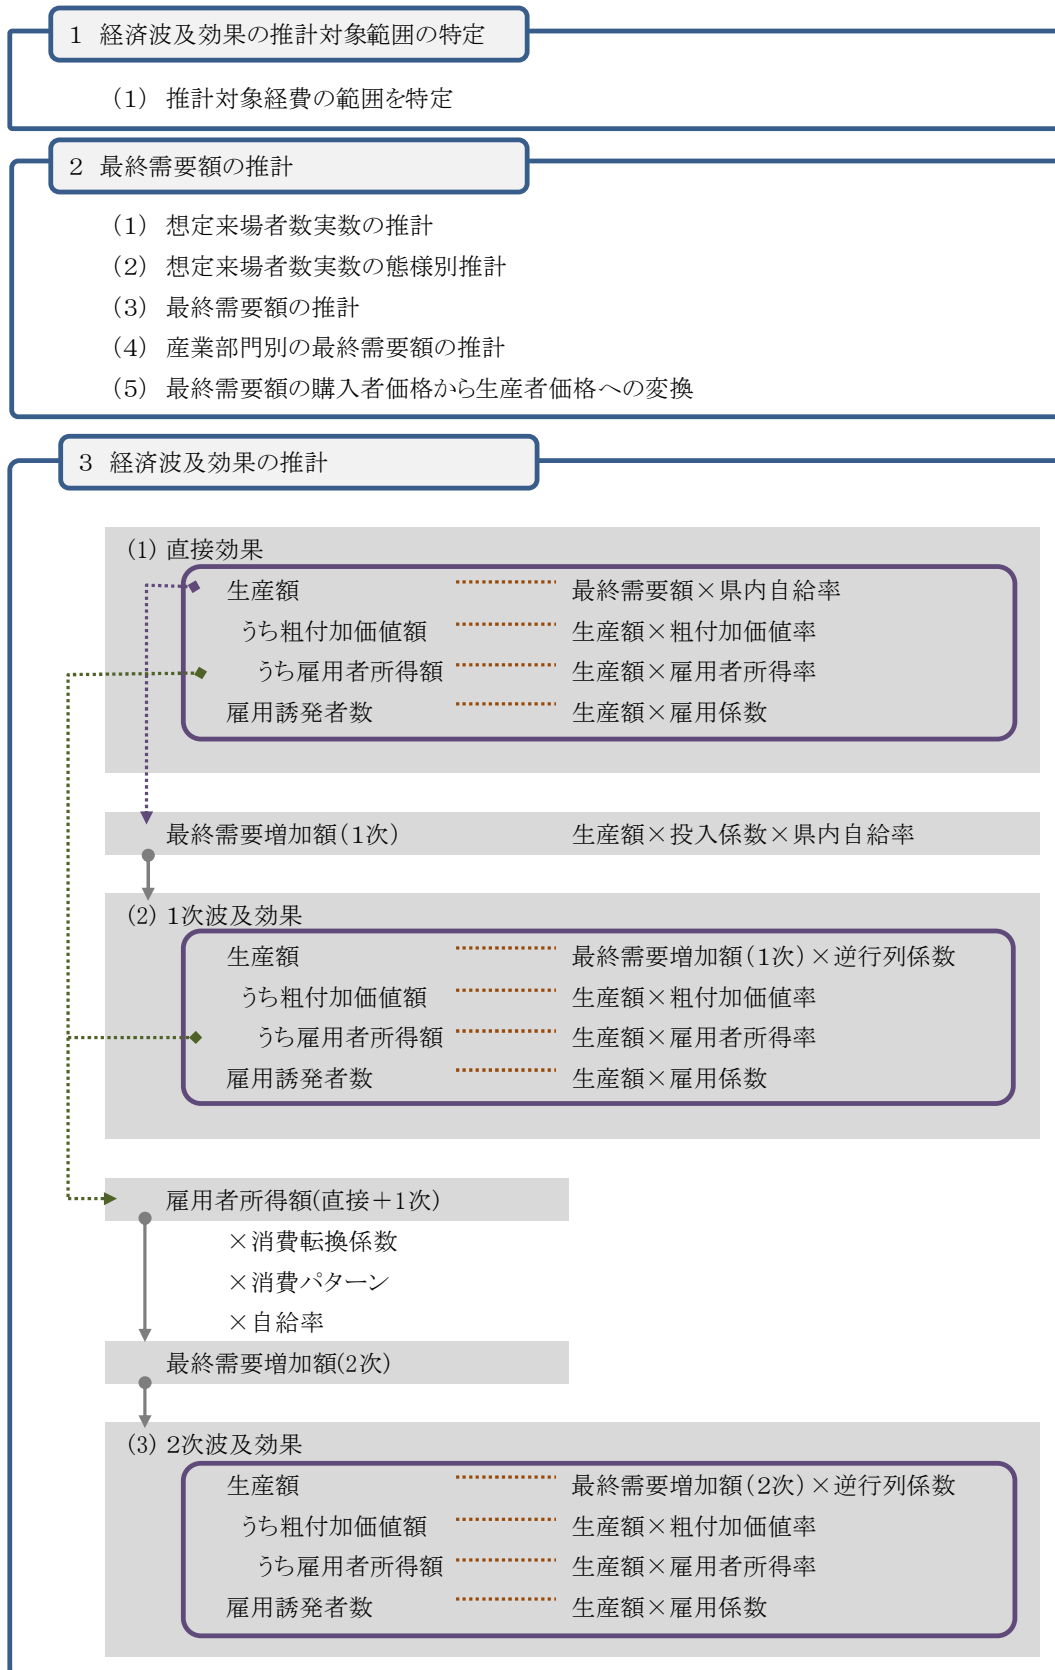 1 経済波及効果の推計対象範囲の特定
(1) 推計対象経費の範囲を特定
2 最終需要額の推計
(1) 想定来場者数実数の推計
(2) 想定来場者数実数の態様別推計
(3) 最終需要額の推計
(4) 産業部門別の最終需要額の推計
(5) 最終需要額の購入者価格から生産者価格への変換
3 経済波及効果の推計
(1) 直接効果
生産額 最終需要額×県内自給率
うち粗付加価値額 生産額×粗付加価値率
うち雇用者所得額 生産額×雇用者所得率
雇用誘発者数 生産額×雇用係数
最終需要増加額(1次) 生産額×投入係数×県内自給率
(2) 1次波及効果
生産額 最終需要増加額(1次)×逆行列係数
うち粗付加価値額 生産額×粗付加価値率
うち雇用者所得額 生産額×雇用者所得率
雇用誘発者数 生産額×雇用係数
雇用者所得額(直接+1次)
×消費転換係数
×消費パターン
×自給率
最終需要増加額(2次)
(3) 2次波及効果
生産額 最終需要増加額(2次)×逆行列係数
うち粗付加価値額 生産額×粗付加価値率
うち雇用者所得額 生産額×雇用者所得率
雇用誘発者数 生産額×雇用係数